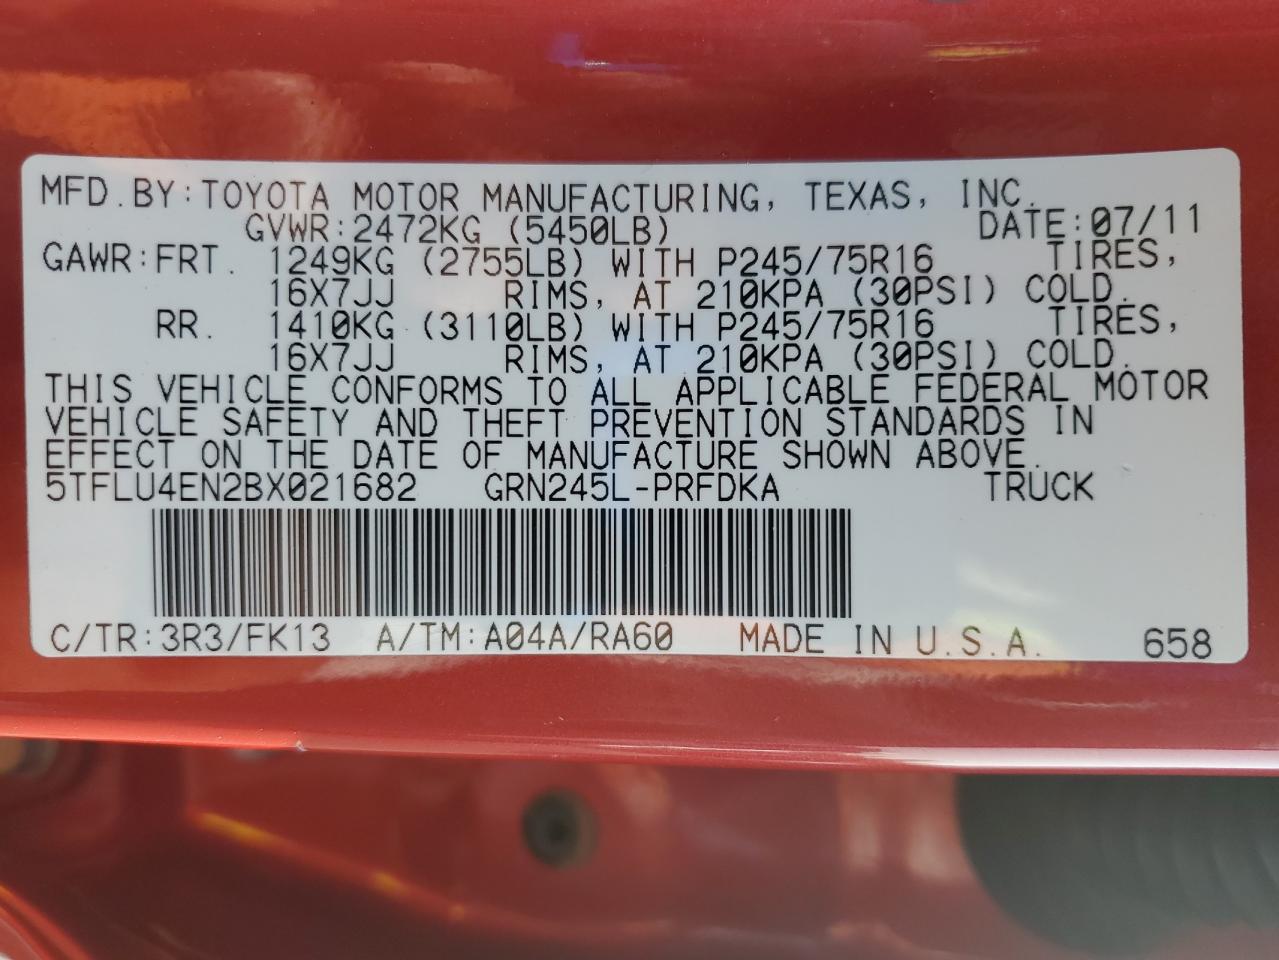 MFD.BY:TOYOTA MOTOR MANUFACTURING, TEXAS, INC.
GVWR:2472KG (5450LB) DATE:07/11
GAWR:FRT. 1249KG (2755LB) WITH P245/75R16 TIRES,
16X7JJ RIMS, AT 210KPA (30PSI) COLD.
RR. 1410KG (3110LB) WITH P245/75R16 TIRES,
16X7JJ RIMS, AT 210KPA (30PSI) COLD.
THIS VEHICLE CONFORMS TO ALL APPLICABLE FEDERAL MOTOR
VEHICLE SAFETY AND THEFT PREVENTION STANDARDS IN
EFFECT ON THE DATE OF MANUFACTURE SHOWN ABOVE.
5TFLU4EN2BX021682 GRN245L-PRFDKA TRUCK
C/TR:3R3/FK13 A/TM:A04A/RA60 MADE IN U.S.A. 658